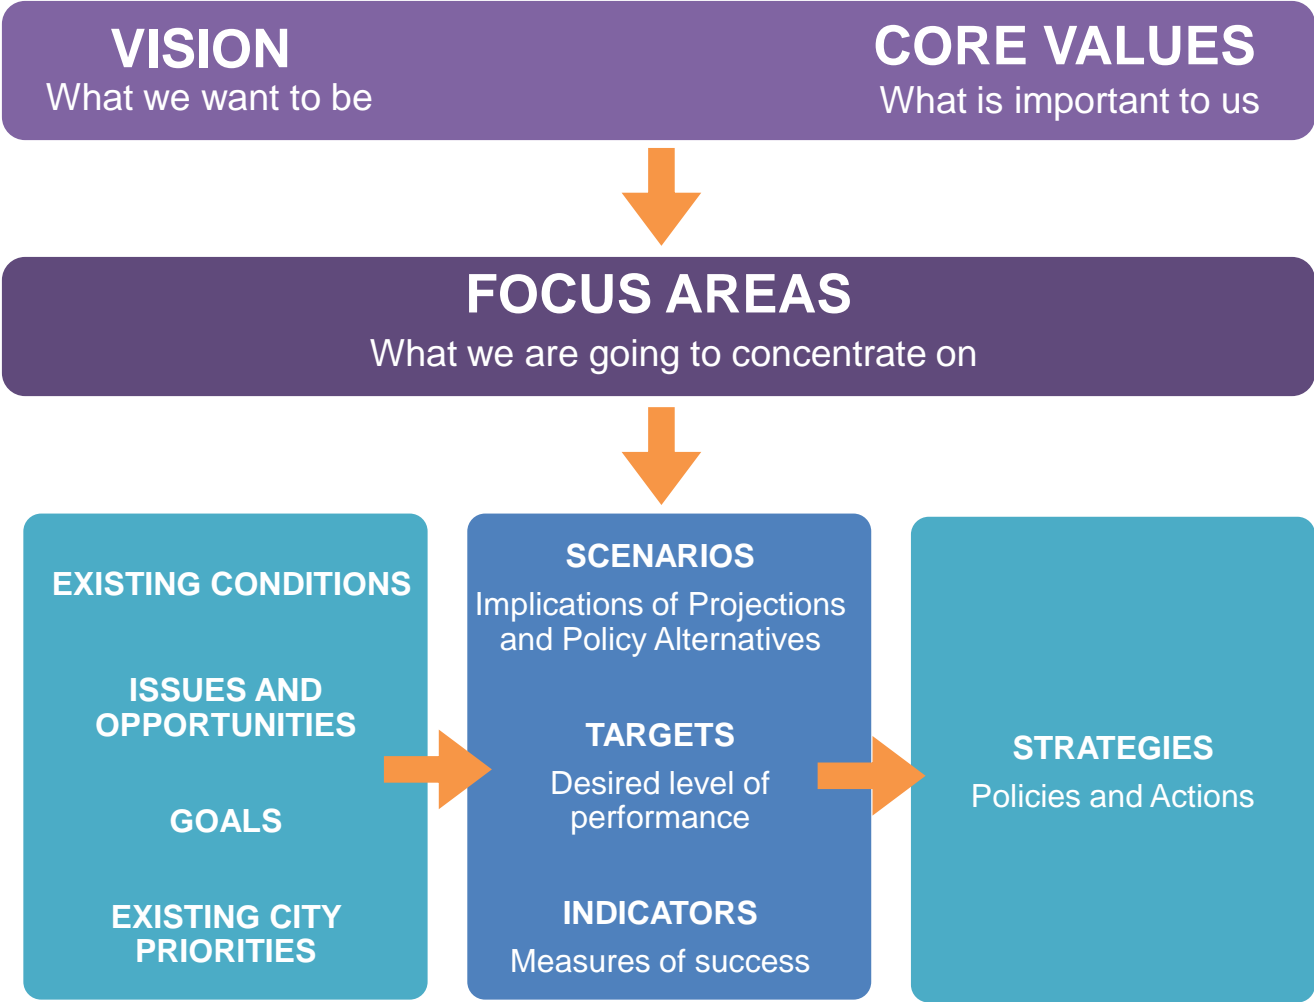 VISION
What we want to be
CORE VALUES
What is important to us
FOCUS AREAS
What we are going to concentrate on
EXISTING CONDITIONS
ISSUES AND
OPPORTUNITIES
GOALS
EXISTING CITY
PRIORITIES
SCENARIOS
Implications of Projections
and Policy Alternatives
TARGETS
Desired level of
performance
INDICATORS
Measures of success
STRATEGIES
Policies and Actions